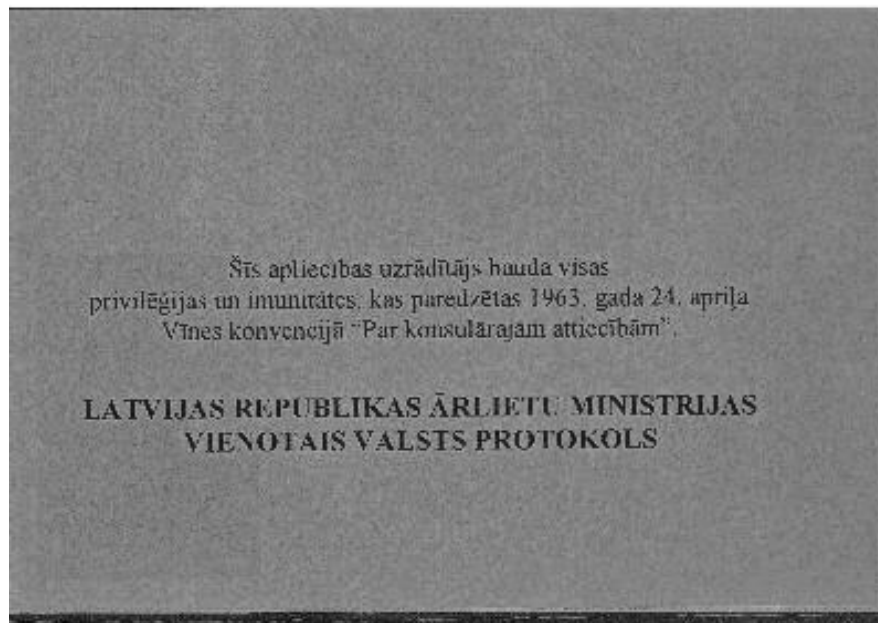 Šīs apliecības uzrādītājs bauda visas
privilēģijas un imunitātes, kas paredzētas 1963. gada 24. aprīļa
Vīnes konvencijā “Par konsulārajām attiecībām”.
LATVIJAS REPUBLIKAS ĀRLIETU MINISTRIJAS
VIENOTAIS VALSTS PROTOKOLS